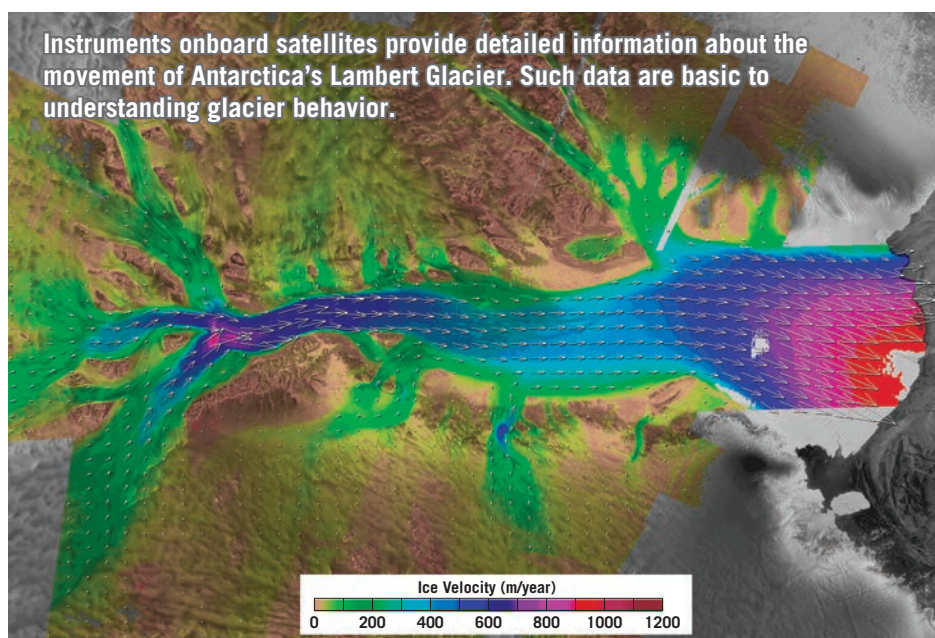 Instruments onboard satellites provide detailed information about the
movement of Antarctica's Lambert Glacier. Such data are basic to
understanding glacier behavior.
Ice Velocity (m/year)
0 200 400 600 800 1000 1200